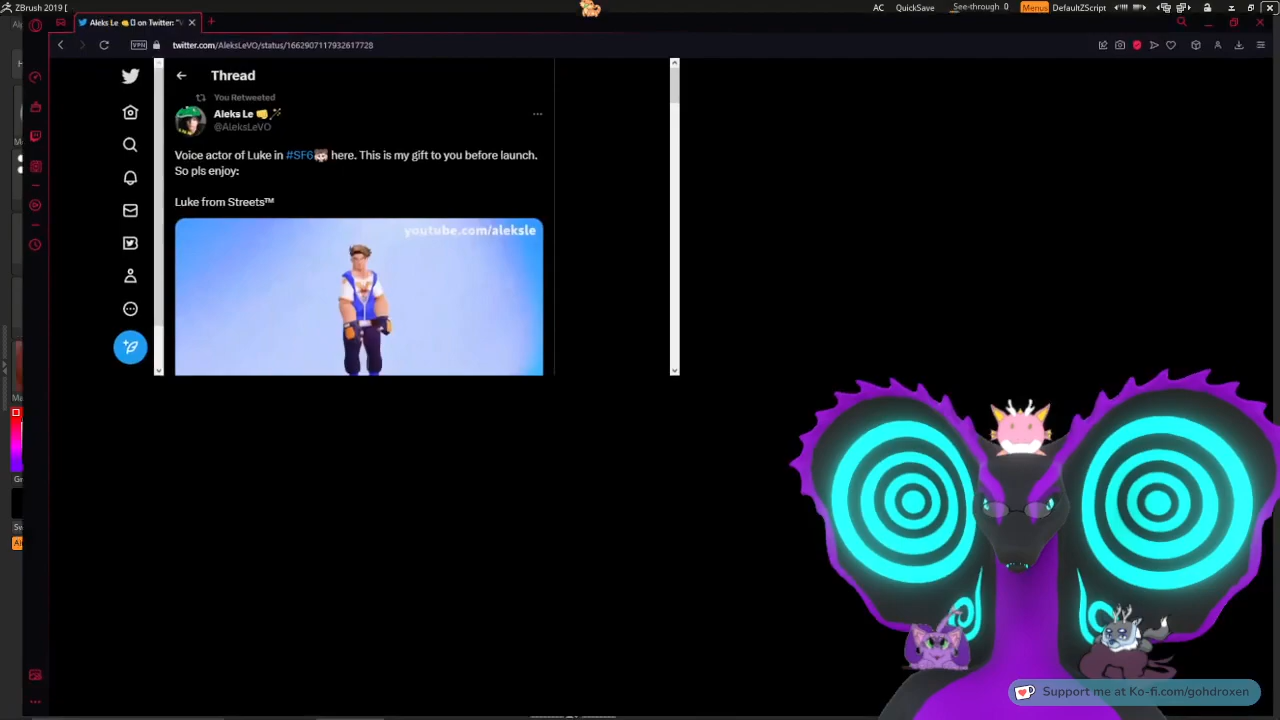 ZBrush 2019 [
AC
QuickSave
See-through 0
Menus
DefaultZScript
Aleks Le
on Twitter: "V
VPN
twitter.com/AleksLeVO/status/1662907117932617728
Thread
You Retweeted
Aleks Le
@AleksLeVO
Voice actor of Luke in #SF6 here. This is my gift to you before launch.
So pls enjoy:
Luke from Streets™
youtube.com/aleksle
Support me at Ko-fi.com/gohdroxen